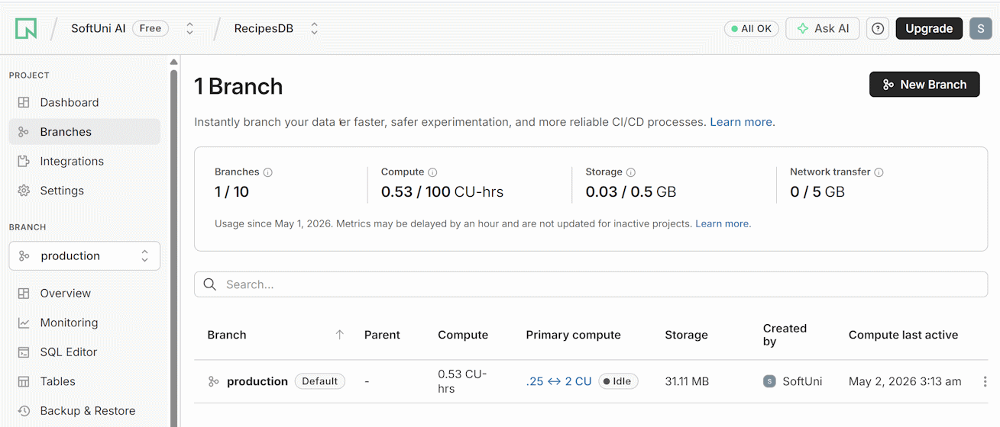 SoftUni AI Free RecipesDB All OK Ask AI Upgrade S
PROJECT
Dashboard
Branches
Integrations
Settings
BRANCH
production
Overview
Monitoring
SQL Editor
Tables
Backup & Restore
1 Branch
New Branch
Instantly branch your data faster, safer experimentation, and more reliable CI/CD processes. Learn more.
Branches Compute Storage Network transfer
1 / 10 0.53 / 100 CU-hrs 0.03 / 0.5 GB 0 / 5 GB
Usage since May 1, 2026. Metrics may be delayed by an hour and are not updated for inactive projects. Learn more.
Search...
Branch Parent Compute Primary compute Storage Created by Compute last active
production Default - 0.53 CU-hrs .25 ↔ 2 CU Idle 31.11 MB S SoftUni May 2, 2026 3:13 am